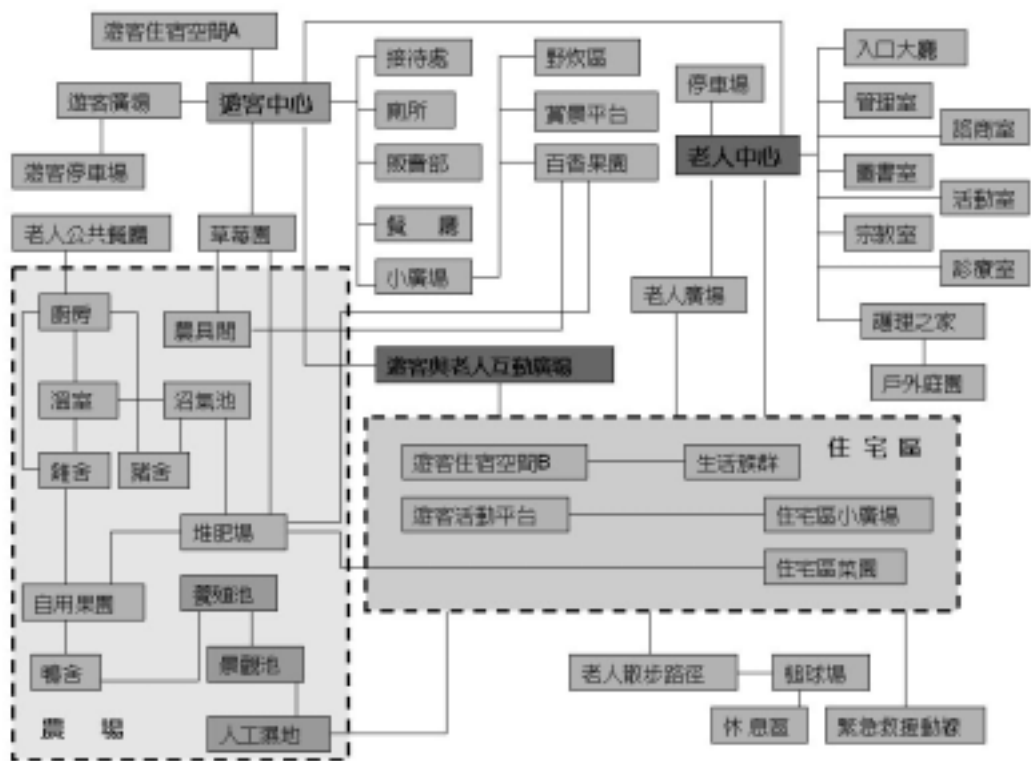 遊客住宿空間A
遊客廣場
遊客中心
遊客停車場
接待處
廁所
販賣部
餐 廳
小廣場
野炊區
賞景平台
百香果園
停車場
老人中心
入口大廳
管理室
諮商室
圖書室
活動室
宗教室
診療室
護理之家
戶外庭園
老人公共餐廳
草莓園
老人廣場
廚房
農具間
遊客與老人互動廣場
溫室
沼氣池
雞舍
豬舍
堆肥場
自用果園
養殖池
鴨舍
景觀池
人工濕地
農 場
住 宅 區
遊客住宿空間B
生活族群
遊客活動平台
住宅區小廣場
住宅區菜園
老人散步路徑
槌球場
休息區
緊急救援動線